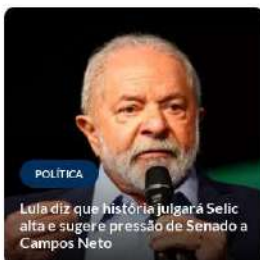 POLÍTICA
Lula diz que história julgará Selic
alta e sugere pressão de Senado a
Campos Neto